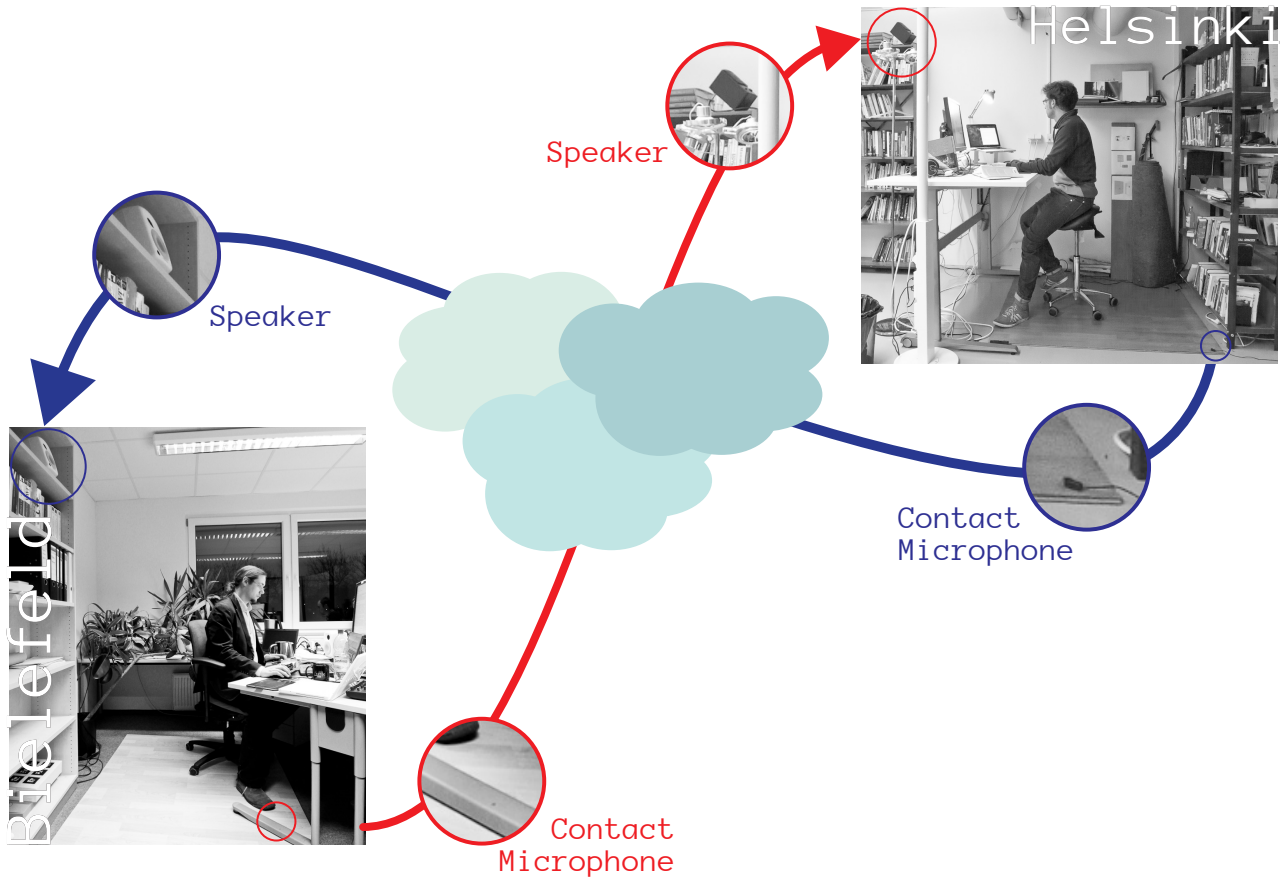 Helsinki
Speaker
Speaker
Contact
Microphone
Bielefeld
Contact
Microphone